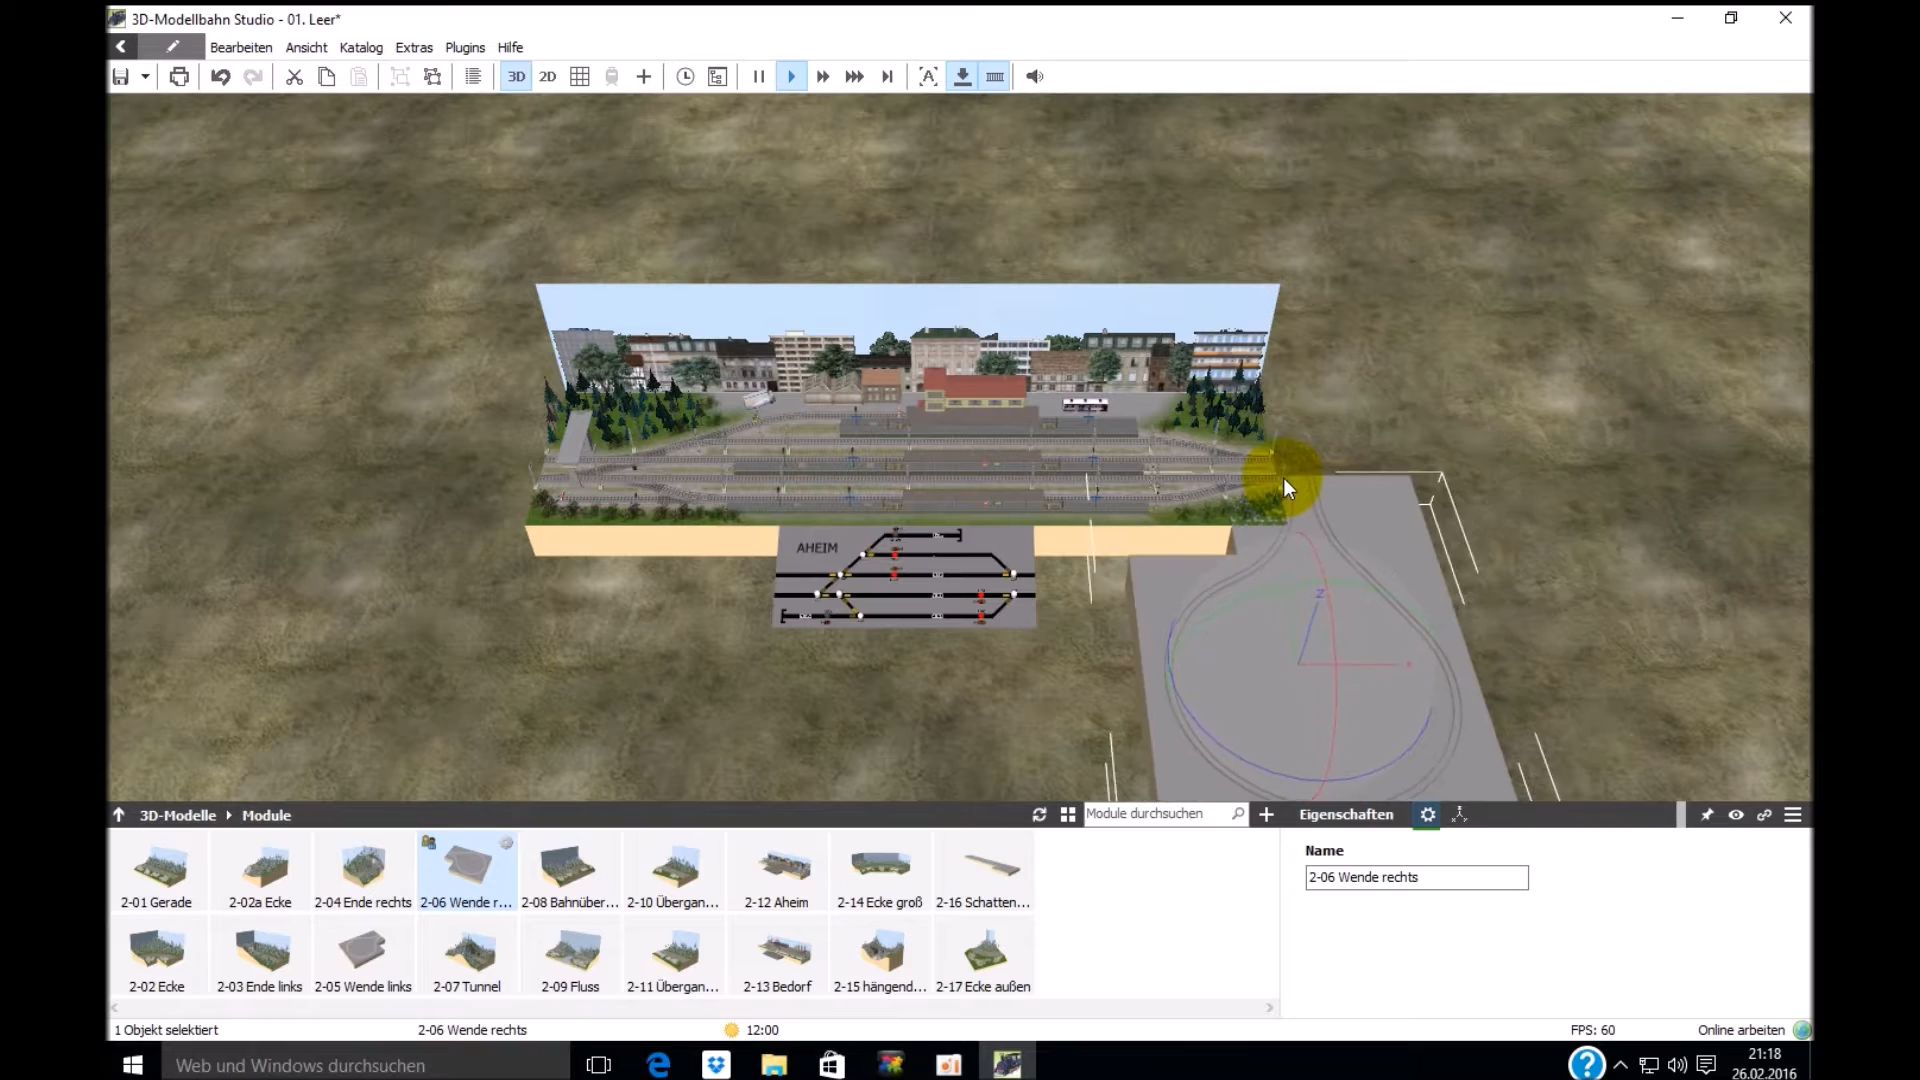 3D-Modellbahn Studio - 01. Leer*
Bearbeiten Ansicht Katalog Extras Plugins Hilfe
3D 2D
AHEIM
Z
3D-Modelle Module
Module durchsuchen
Eigenschaften
Name
2-06 Wende rechts
2-01 Gerade
2-02a Ecke
2-04 Ende rechts
2-06 Wende r...
2-08 Bahnüber...
2-10 Übergan...
2-12 Aheim
2-14 Ecke groß
2-16 Schatten...
2-02 Ecke
2-03 Ende links
2-05 Wende links
2-07 Tunnel
2-09 Fluss
2-11 Übergan...
2-13 Bedorf
2-15 hängend...
2-17 Ecke außen
1 Objekt selektiert
2-06 Wende rechts
12:00
FPS: 60
Online arbeiten
Web und Windows durchsuchen
21:18
26.02.2016